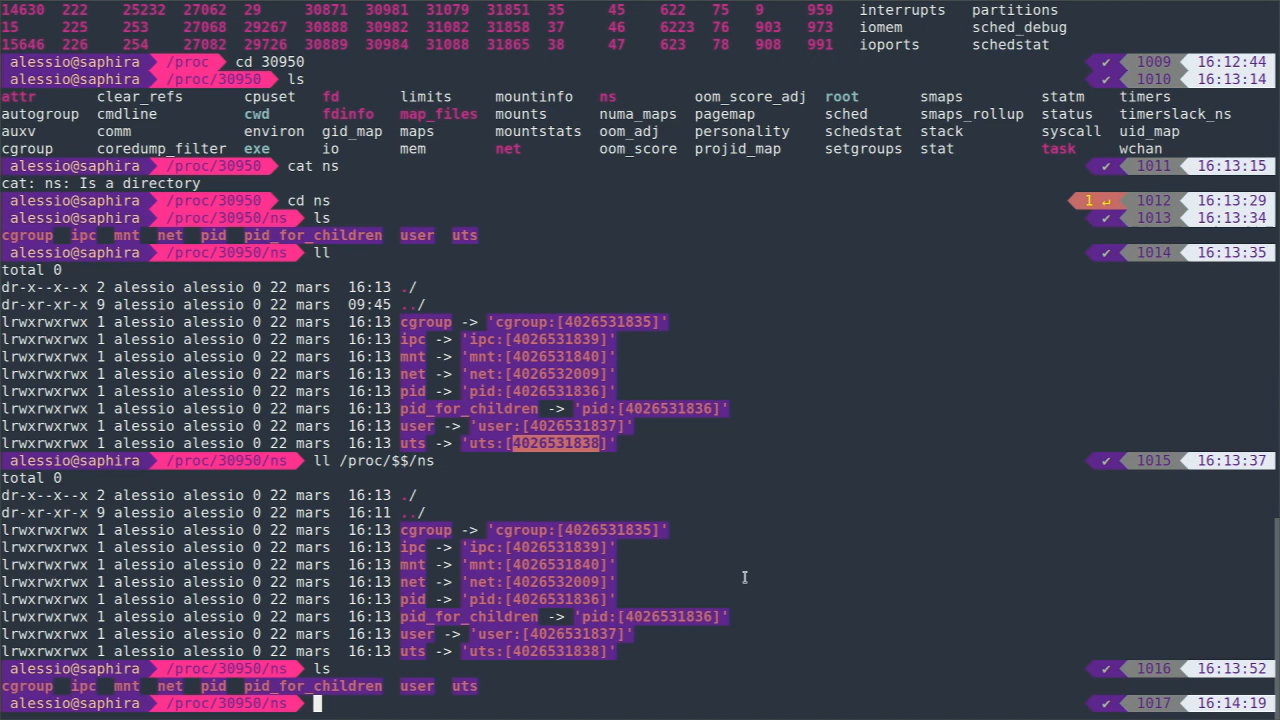 14630 222 25232 27062 29 30871 30981 31079 31851 35 45 622 75 9 959 interrupts partitions
15 225 253 27068 29267 30888 30982 31082 31858 37 46 6223 76 903 973 iomem sched_debug
15646 226 254 27082 29726 30889 30984 31088 31865 38 47 623 78 908 991 ioports schedstat
alessio@saphira /proc cd 30950 ✔ 1009 16:12:44
alessio@saphira /proc/30950 ls ✔ 1010 16:13:14
attr clear_refs cpuset fd limits mountinfo ns oom_score_adj root smaps statm timers
autogroup cmdline cwd fdinfo map_files mounts numa_maps pagemap sched smaps_rollup status timerslack_ns
auxv comm environ gid_map maps mountstats oom_adj personality schedstat stack syscall uid_map
cgroup coredump_filter exe io mem net oom_score projid_map setgroups stat task wchan
alessio@saphira /proc/30950 cat ns ✔ 1011 16:13:15
cat: ns: Is a directory
alessio@saphira /proc/30950 cd ns 1 ↵ 1012 16:13:29
alessio@saphira /proc/30950/ns ls ✔ 1013 16:13:34
cgroup ipc mnt net pid pid_for_children user uts
alessio@saphira /proc/30950/ns ll ✔ 1014 16:13:35
total 0
dr-x--x--x 2 alessio alessio 0 22 mars 16:13 ./
dr-xr-xr-x 9 alessio alessio 0 22 mars 09:45 ../
lrwxrwxrwx 1 alessio alessio 0 22 mars 16:13 cgroup -> 'cgroup:[4026531835]'
lrwxrwxrwx 1 alessio alessio 0 22 mars 16:13 ipc -> 'ipc:[4026531839]'
lrwxrwxrwx 1 alessio alessio 0 22 mars 16:13 mnt -> 'mnt:[4026531840]'
lrwxrwxrwx 1 alessio alessio 0 22 mars 16:13 net -> 'net:[4026532009]'
lrwxrwxrwx 1 alessio alessio 0 22 mars 16:13 pid -> 'pid:[4026531836]'
lrwxrwxrwx 1 alessio alessio 0 22 mars 16:13 pid_for_children -> 'pid:[4026531836]'
lrwxrwxrwx 1 alessio alessio 0 22 mars 16:13 user -> 'user:[4026531837]'
lrwxrwxrwx 1 alessio alessio 0 22 mars 16:13 uts -> 'uts:[4026531838]'
alessio@saphira /proc/30950/ns ll /proc/$$/ns ✔ 1015 16:13:37
total 0
dr-x--x--x 2 alessio alessio 0 22 mars 16:13 ./
dr-xr-xr-x 9 alessio alessio 0 22 mars 16:11 ../
lrwxrwxrwx 1 alessio alessio 0 22 mars 16:13 cgroup -> 'cgroup:[4026531835]'
lrwxrwxrwx 1 alessio alessio 0 22 mars 16:13 ipc -> 'ipc:[4026531839]'
lrwxrwxrwx 1 alessio alessio 0 22 mars 16:13 mnt -> 'mnt:[4026531840]'
lrwxrwxrwx 1 alessio alessio 0 22 mars 16:13 net -> 'net:[4026532009]'
lrwxrwxrwx 1 alessio alessio 0 22 mars 16:13 pid -> 'pid:[4026531836]'
lrwxrwxrwx 1 alessio alessio 0 22 mars 16:13 pid_for_children -> 'pid:[4026531836]'
lrwxrwxrwx 1 alessio alessio 0 22 mars 16:13 user -> 'user:[4026531837]'
lrwxrwxrwx 1 alessio alessio 0 22 mars 16:13 uts -> 'uts:[4026531838]'
alessio@saphira /proc/30950/ns ls ✔ 1016 16:13:52
cgroup ipc mnt net pid pid_for_children user uts
alessio@saphira /proc/30950/ns ✔ 1017 16:14:19